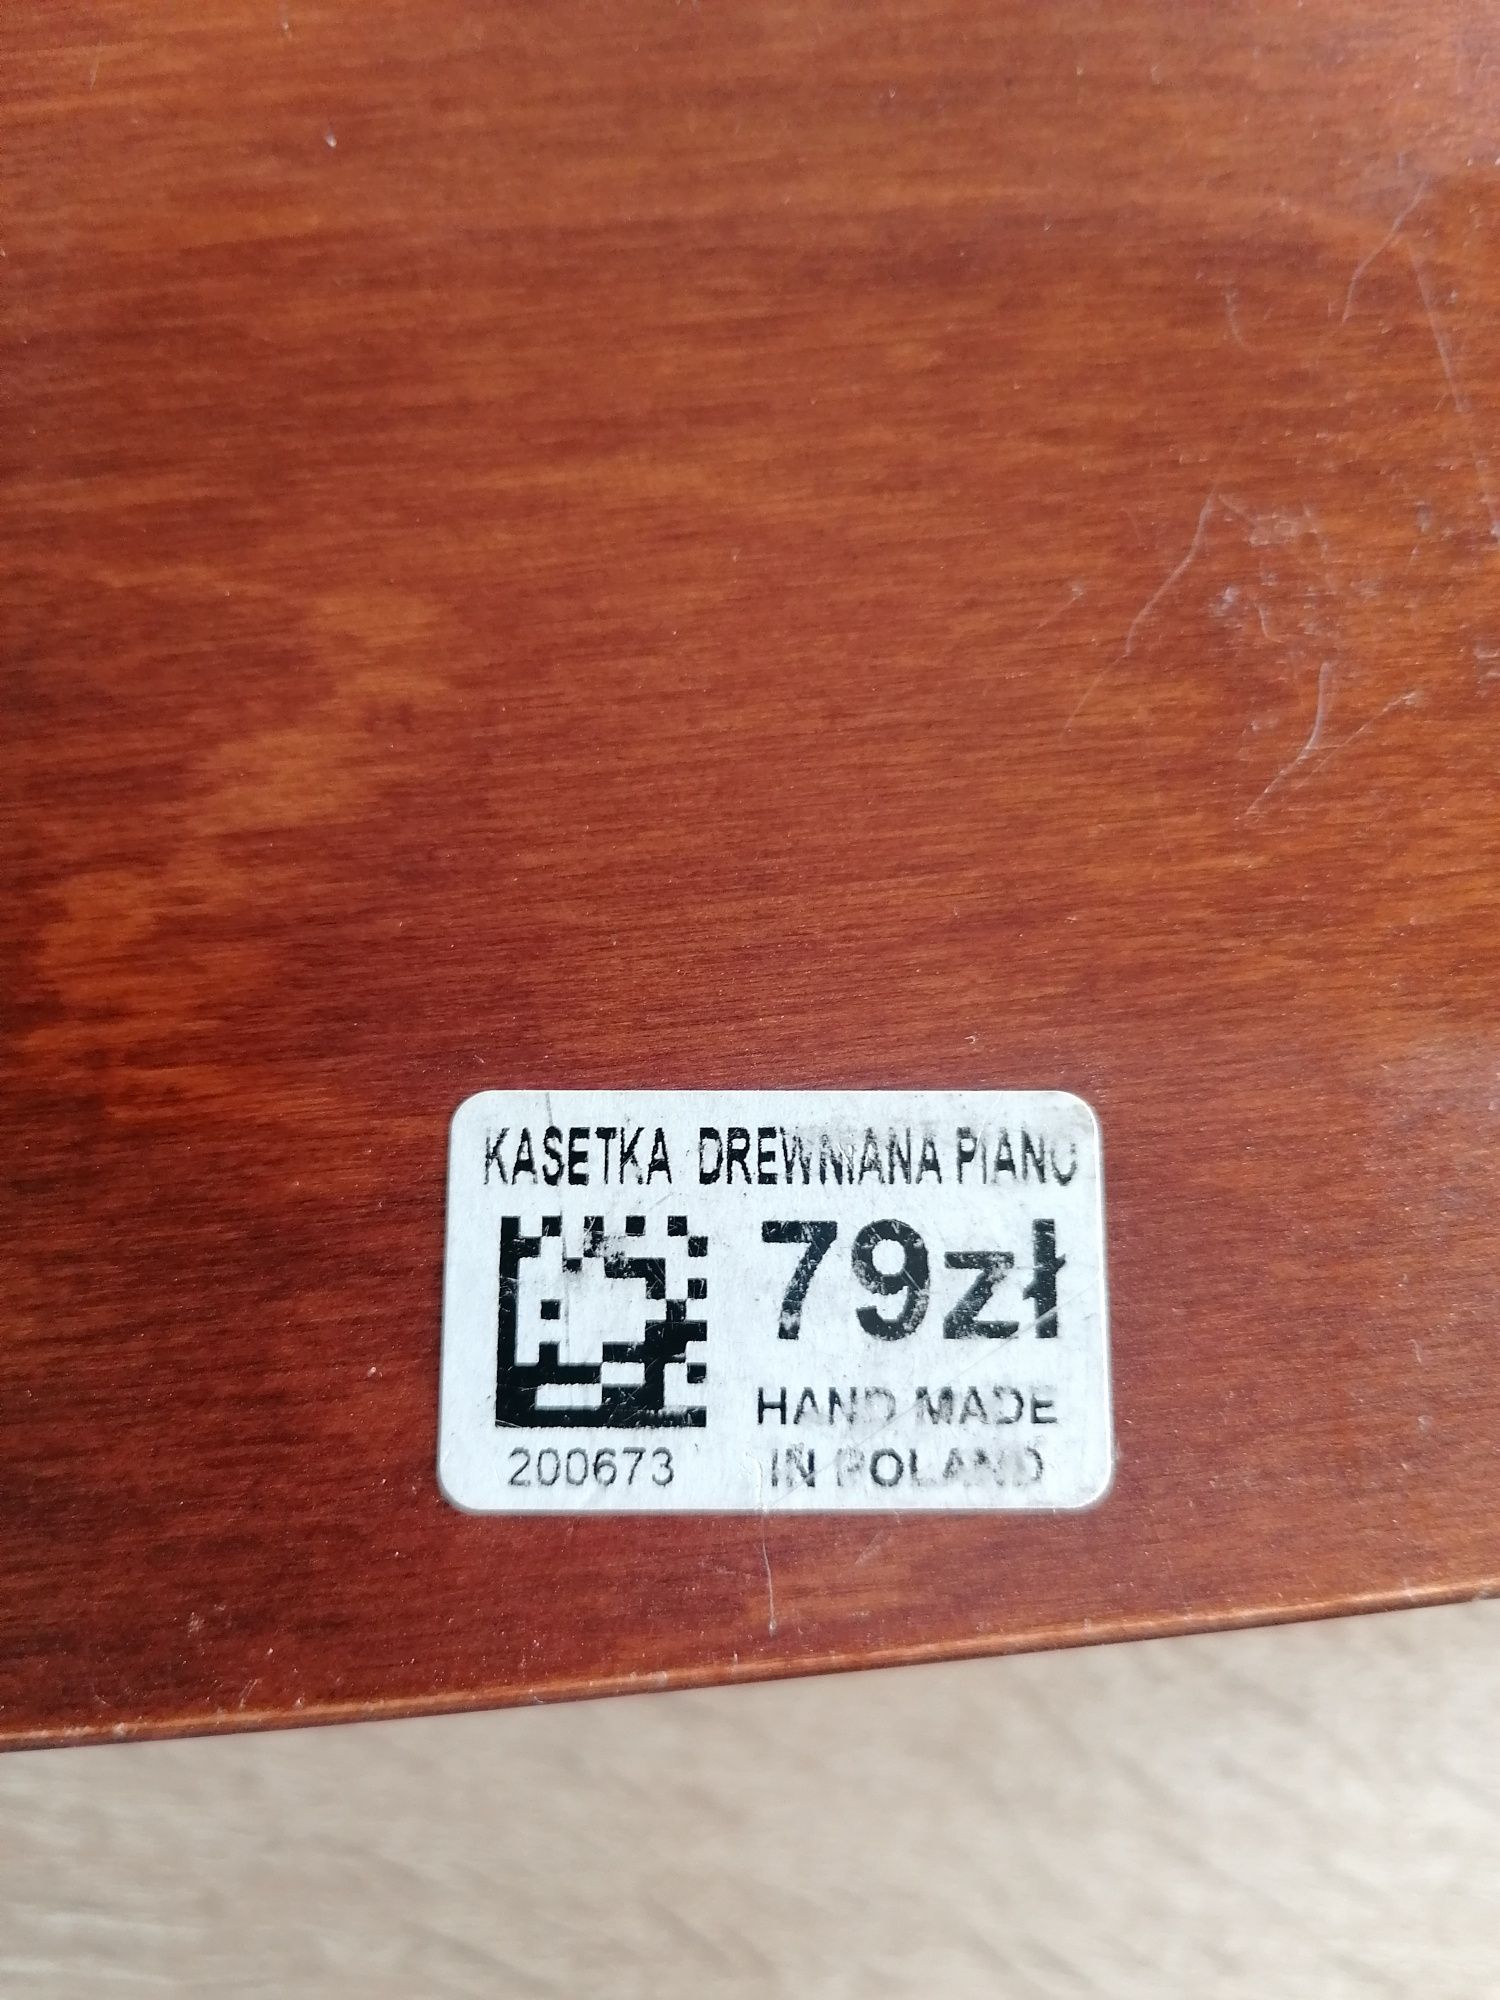 KASETKA DREWNIANA PIANO
79zł
HAND MADE
IN POLAND
200673